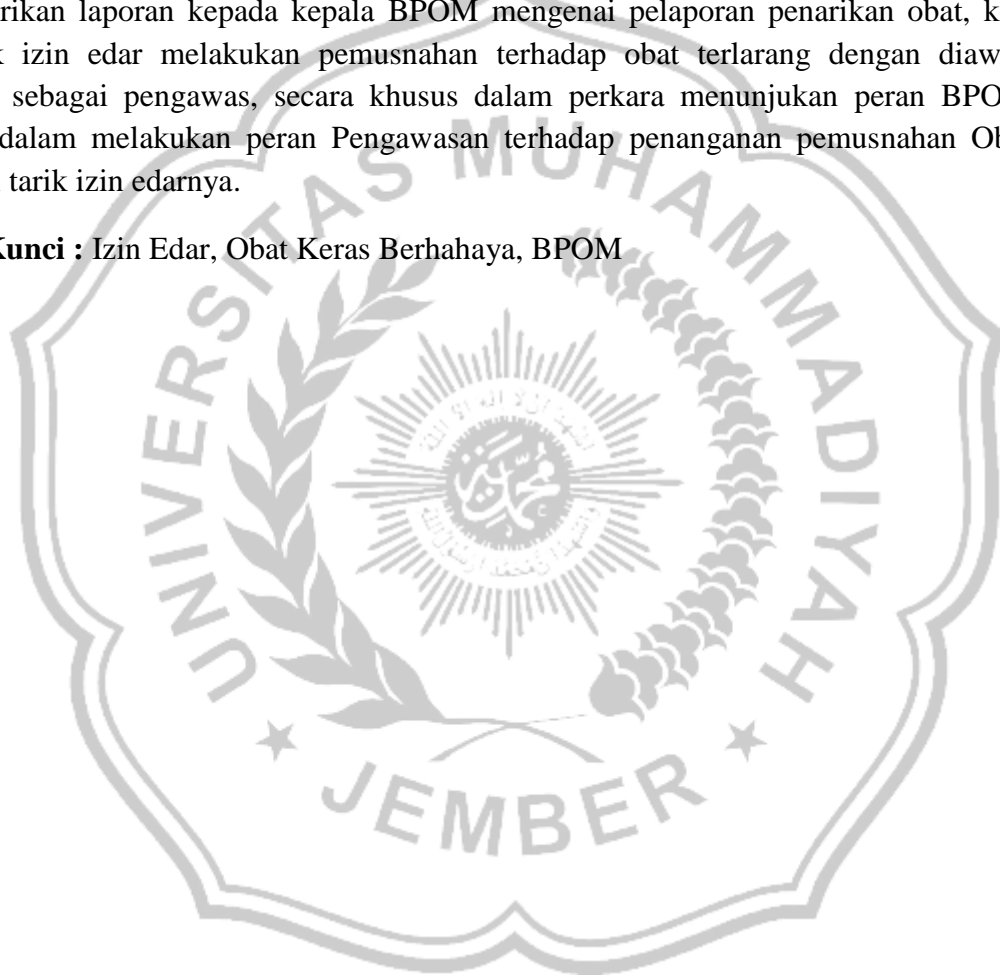 rikan laporan kepada kepala BPOM mengenai pelaporan penarikan obat, k
k izin edar melakukan pemusnahan terhadap obat terlarang dengan diaw
sebagai pengawas, secara khusus dalam perkara menunjukan peran BPO
dalam melakukan peran Pengawasan terhadap penanganan pemusnahan Ob
tarik izin edarnya.
Kunci : Izin Edar, Obat Keras Berhahaya, BPOM
UNIVERSITAS MUHAMMADIYAH
JEMBER